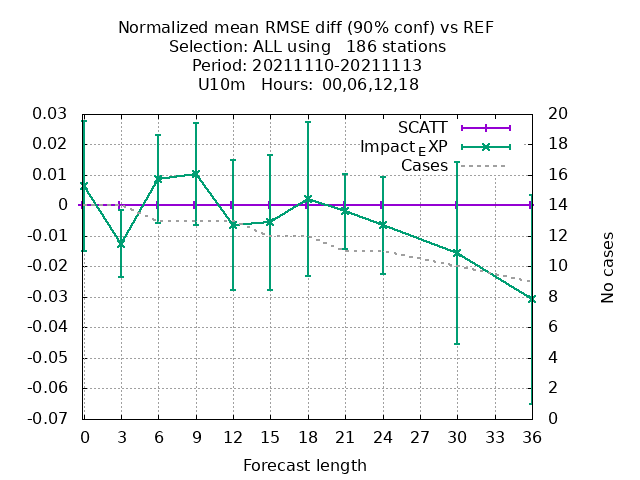 Normalized mean RMSE diff (90% conf) vs REF
Selection: ALL using   186 stations
Period: 20211110-20211113
U10m   Hours: 00,06,12,18
SCATT
Impact_EXP
Cases
0.03
0.02
0.01
0
-0.01
-0.02
-0.03
-0.04
-0.05
-0.06
-0.07
20
18
16
14
12
10
8
6
4
2
0
No cases
0 3 6 9 12 15 18 21 24 27 30 33 36
Forecast length